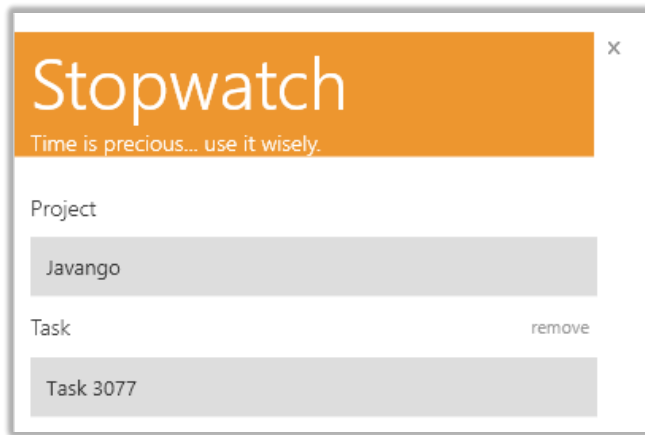 Stopwatch
x
Time is precious... use it wisely.
Project
Javango
Task remove
Task 3077